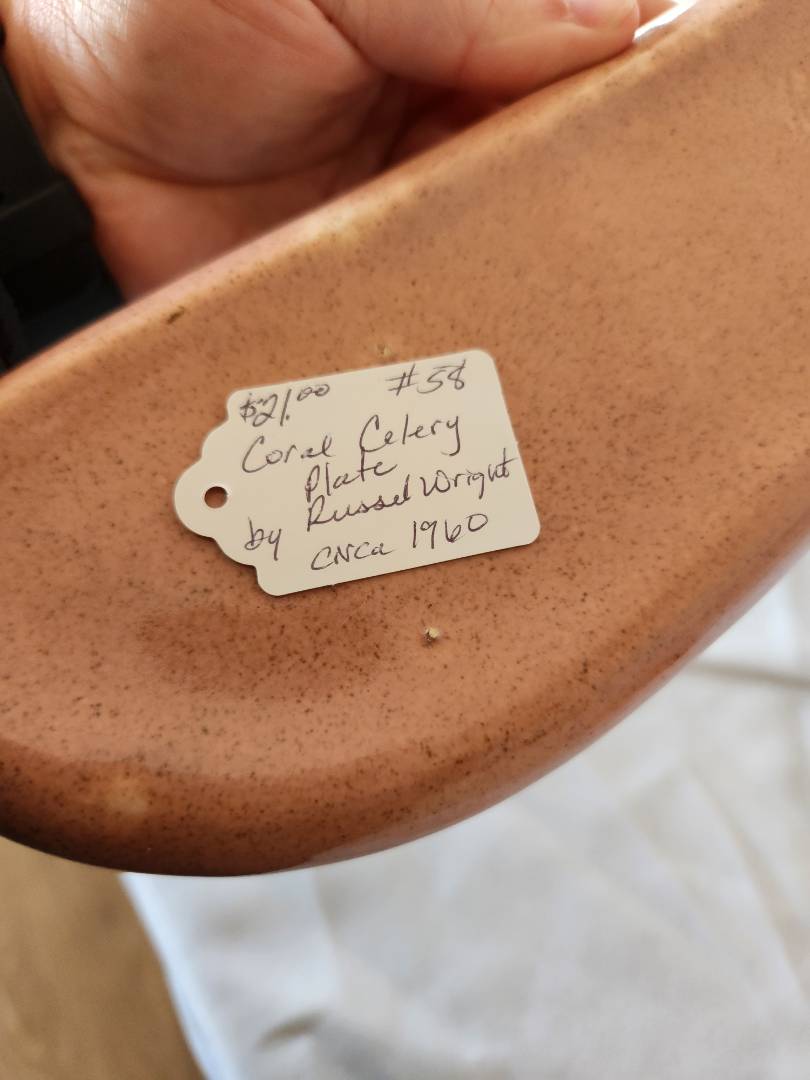 $21.00 #58
Coral Celery
Plate
by Russel Wright
circa 1960